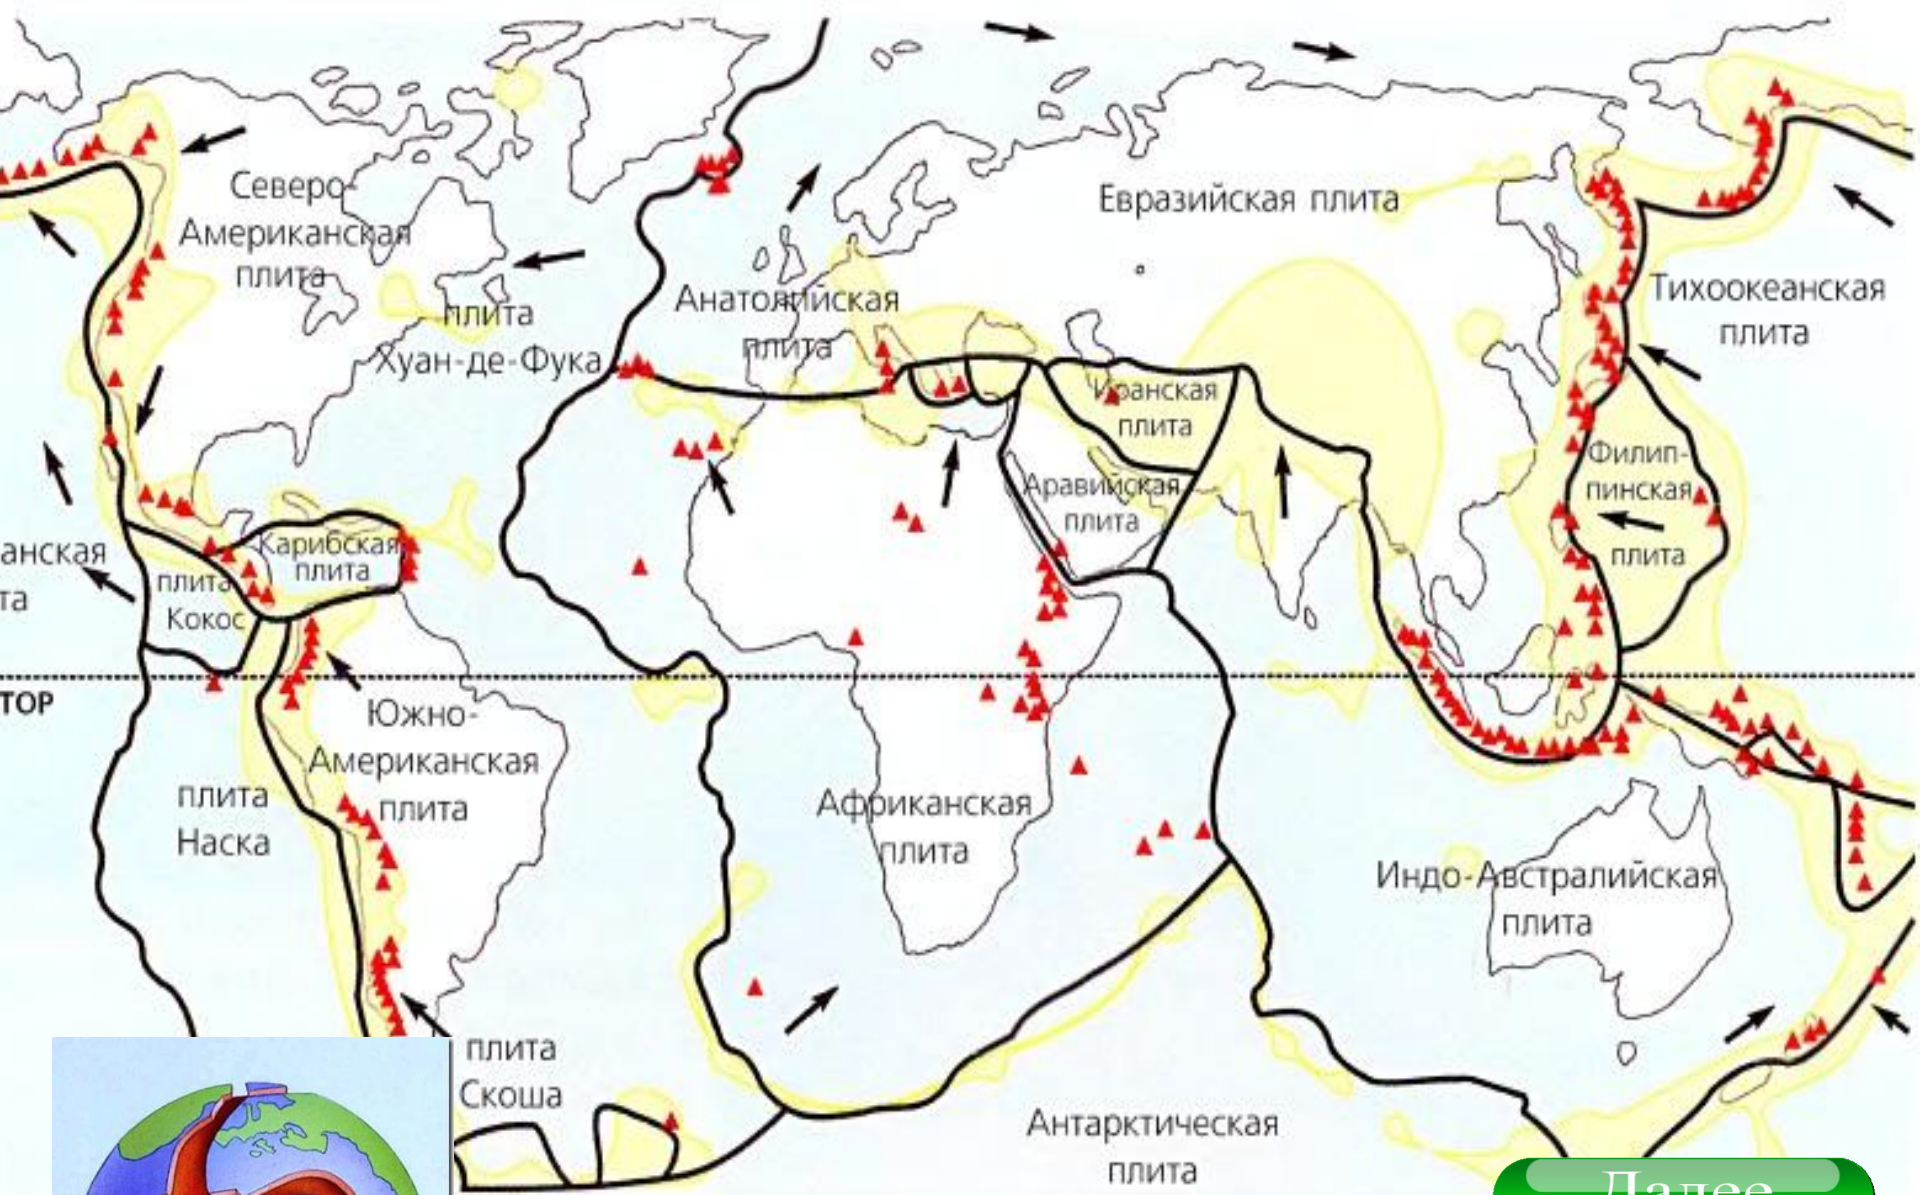 Северо-
Американская
плита
плита
Хуан-де-Фука
Анатолийская
плита
Евразийская плита
Тихоокеанская
плита
Иранская
плита
Аравийская
плита
Филип-
пинская
плита
анская
та
Карибская
плита
плита
Кокос
ТОР
Южно-
Американская
плита
плита
Наска
Африканская
плита
Индо-Австралийская
плита
плита
Скоша
Антарктическая
плита
Далее